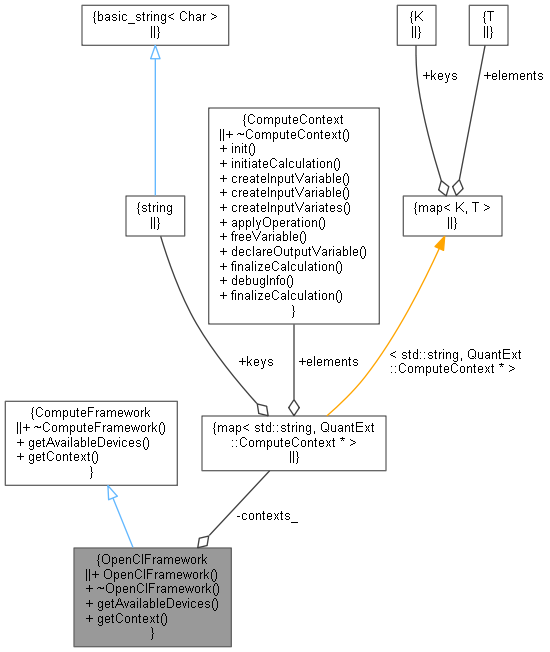 {basic_string< Char >
||}
{K
||}
{T
||}
+keys
+elements
{ComputeContext
||+ ~ComputeContext()
+ init()
+ initiateCalculation()
+ createInputVariable()
+ createInputVariable()
+ createInputVariates()
+ applyOperation()
+ freeVariable()
+ declareOutputVariable()
+ finalizeCalculation()
+ debugInfo()
+ finalizeCalculation()
}
{string
||}
{map< K, T >
||}
+keys
+elements
< std::string, QuantExt
::ComputeContext * >
{ComputeFramework
||+ ~ComputeFramework()
+ getAvailableDevices()
+ getContext()
}
{map< std::string, QuantExt
::ComputeContext * >
||}
-contexts_
{OpenClFramework
||+ OpenClFramework()
+ ~OpenClFramework()
+ getAvailableDevices()
+ getContext()
}